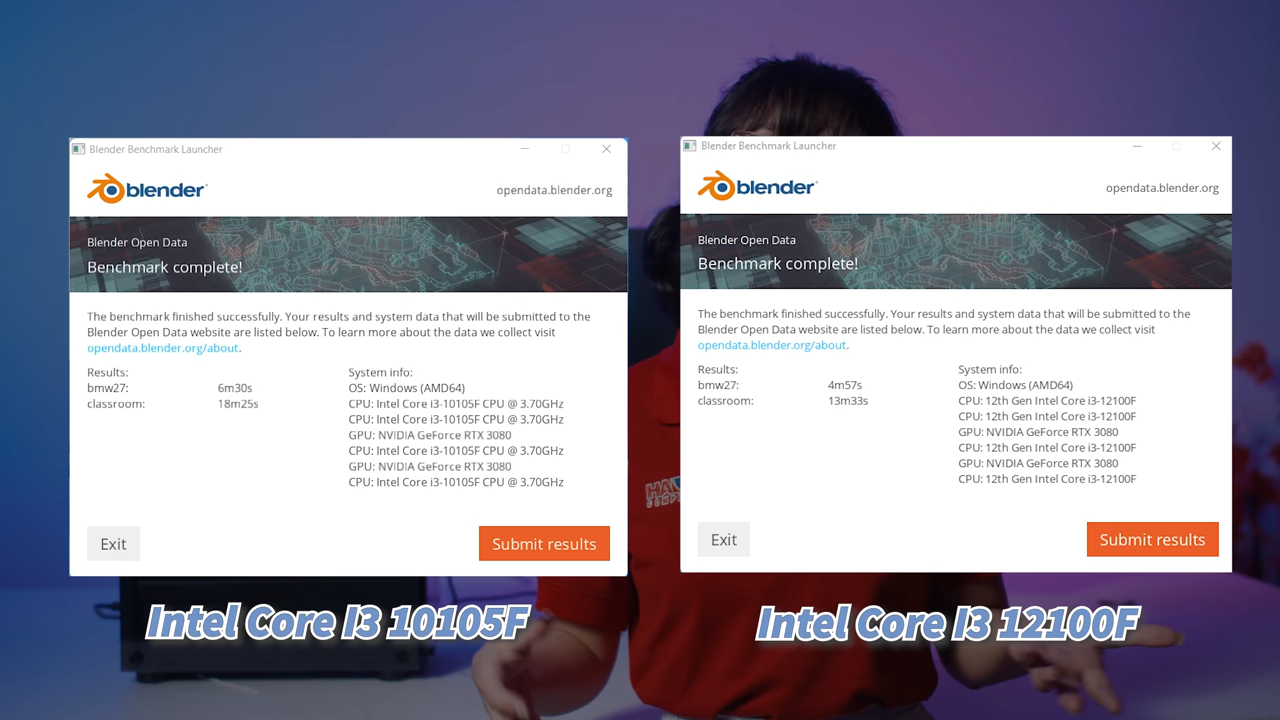 Blender Benchmark Launcher
blender
opendata.blender.org
Blender Open Data
Benchmark complete!
The benchmark finished successfully. Your results and system data that will be submitted to the
Blender Open Data website are listed below. To learn more about the data we collect visit
opendata.blender.org/about.
Results:
bmw27: 6m30s
classroom: 18m25s
System info:
OS: Windows (AMD64)
CPU: Intel Core i3-10105F CPU @ 3.70GHz
CPU: Intel Core i3-10105F CPU @ 3.70GHz
GPU: NVIDIA GeForce RTX 3080
CPU: Intel Core i3-10105F CPU @ 3.70GHz
GPU: NVIDIA GeForce RTX 3080
CPU: Intel Core i3-10105F CPU @ 3.70GHz
Exit
Submit results
Intel Core I3 10105F
Blender Benchmark Launcher
blender
opendata.blender.org
Blender Open Data
Benchmark complete!
The benchmark finished successfully. Your results and system data that will be submitted to the
Blender Open Data website are listed below. To learn more about the data we collect visit
opendata.blender.org/about.
Results:
bmw27: 4m57s
classroom: 13m33s
System info:
OS: Windows (AMD64)
CPU: 12th Gen Intel Core i3-12100F
CPU: 12th Gen Intel Core i3-12100F
GPU: NVIDIA GeForce RTX 3080
CPU: 12th Gen Intel Core i3-12100F
GPU: NVIDIA GeForce RTX 3080
CPU: 12th Gen Intel Core i3-12100F
Exit
Submit results
Intel Core I3 12100F